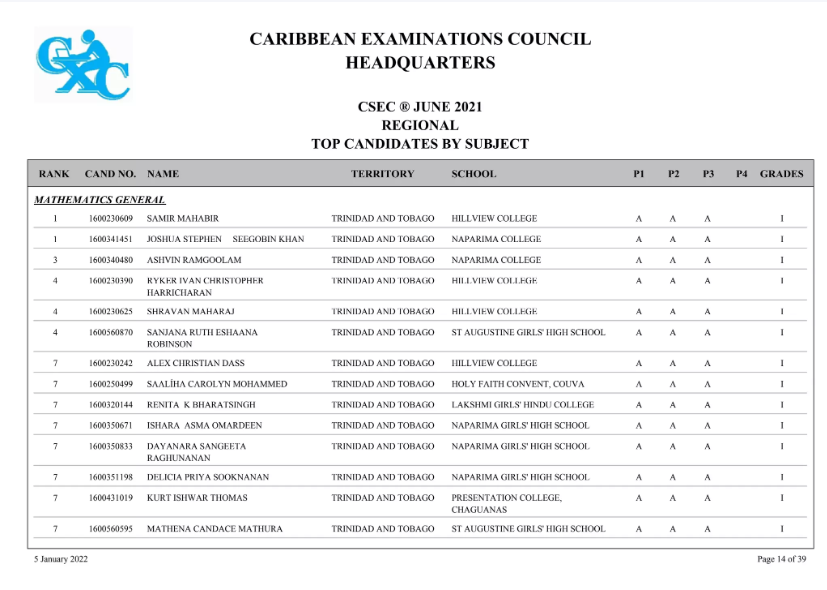 CXC
CARIBBEAN EXAMINATIONS COUNCIL
HEADQUARTERS
CSEC ® JUNE 2021
REGIONAL
TOP CANDIDATES BY SUBJECT
RANK CAND NO. NAME TERRITORY SCHOOL P1 P2 P3 P4 GRADES
MATHEMATICS GENERAL
1 1600230609 SAMIR MAHABIR TRINIDAD AND TOBAGO HILLVIEW COLLEGE A A A I
1 1600341451 JOSHUA STEPHEN SEEGOBIN KHAN TRINIDAD AND TOBAGO NAPARIMA COLLEGE A A A I
3 1600340480 ASHVIN RAMGOOLAM TRINIDAD AND TOBAGO NAPARIMA COLLEGE A A A I
4 1600230390 RYKER IVAN CHRISTOPHER TRINIDAD AND TOBAGO HILLVIEW COLLEGE A A A I
HARRICHARAN
4 1600230625 SHRAVAN MAHARAJ TRINIDAD AND TOBAGO HILLVIEW COLLEGE A A A I
4 1600560870 SANJANA RUTH ESHAANA TRINIDAD AND TOBAGO ST AUGUSTINE GIRLS' HIGH SCHOOL A A A I
ROBINSON
7 1600230242 ALEX CHRISTIAN DASS TRINIDAD AND TOBAGO HILLVIEW COLLEGE A A A I
7 1600250499 SAALİHA CAROLYN MOHAMMED TRINIDAD AND TOBAGO HOLY FAITH CONVENT, COUVA A A A I
7 1600320144 RENITA K BHARATSINGH TRINIDAD AND TOBAGO LAKSHMI GIRLS' HINDU COLLEGE A A A I
7 1600350671 ISHARA ASMA OMARDEEN TRINIDAD AND TOBAGO NAPARIMA GIRLS' HIGH SCHOOL A A A I
7 1600350833 DAYANARA SANGEETA TRINIDAD AND TOBAGO NAPARIMA GIRLS' HIGH SCHOOL A A A I
RAGHUNANAN
7 1600351198 DELICIA PRIYA SOOKNANAN TRINIDAD AND TOBAGO NAPARIMA GIRLS' HIGH SCHOOL A A A I
7 1600431019 KURT ISHWAR THOMAS TRINIDAD AND TOBAGO PRESENTATION COLLEGE, A A A I
CHAGUANAS
7 1600560595 MATHENA CANDACE MATHURA TRINIDAD AND TOBAGO ST AUGUSTINE GIRLS' HIGH SCHOOL A A A I
5 January 2022 Page 14 of 39